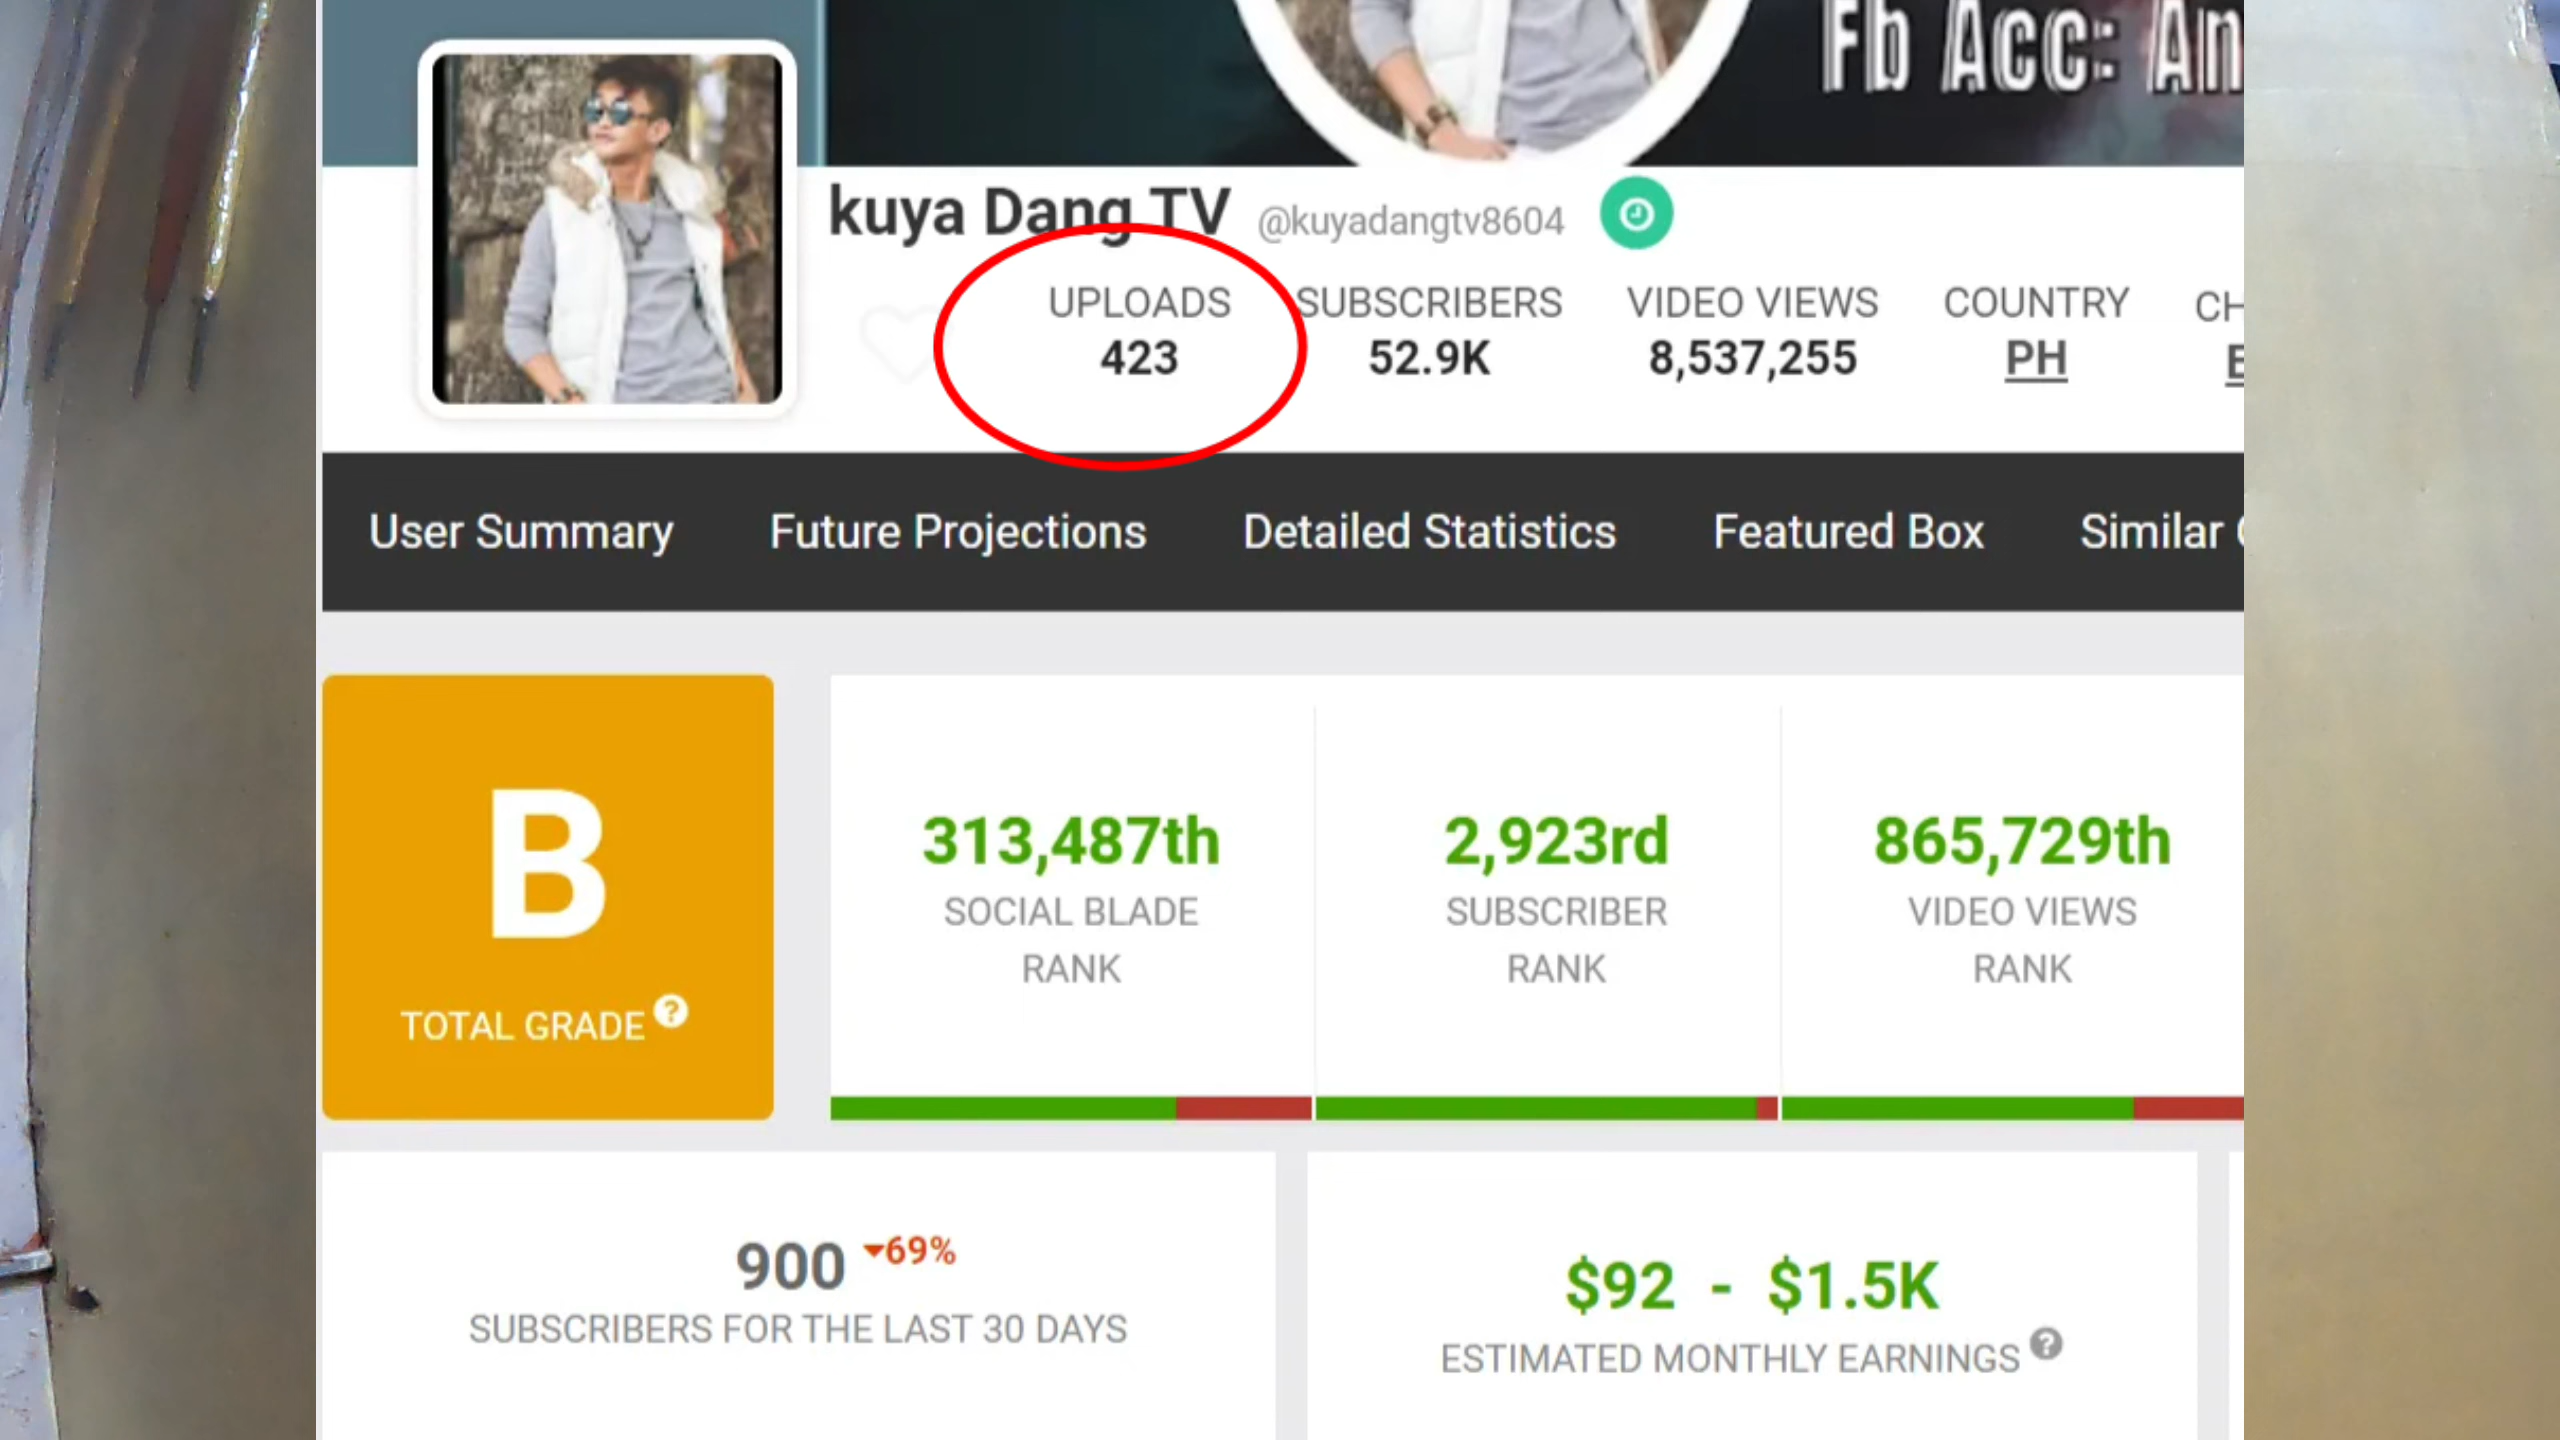 Fb Acc: An
kuya Dang TV @kuyadangtv8604
UPLOADS SUBSCRIBERS VIDEO VIEWS COUNTRY CH
423 52.9K 8,537,255 PH E
User Summary Future Projections Detailed Statistics Featured Box Similar
B
TOTAL GRADE ?
313,487th
SOCIAL BLADE
RANK
2,923rd
SUBSCRIBER
RANK
865,729th
VIDEO VIEWS
RANK
900 69%
SUBSCRIBERS FOR THE LAST 30 DAYS
$92 - $1.5K
ESTIMATED MONTHLY EARNINGS ?